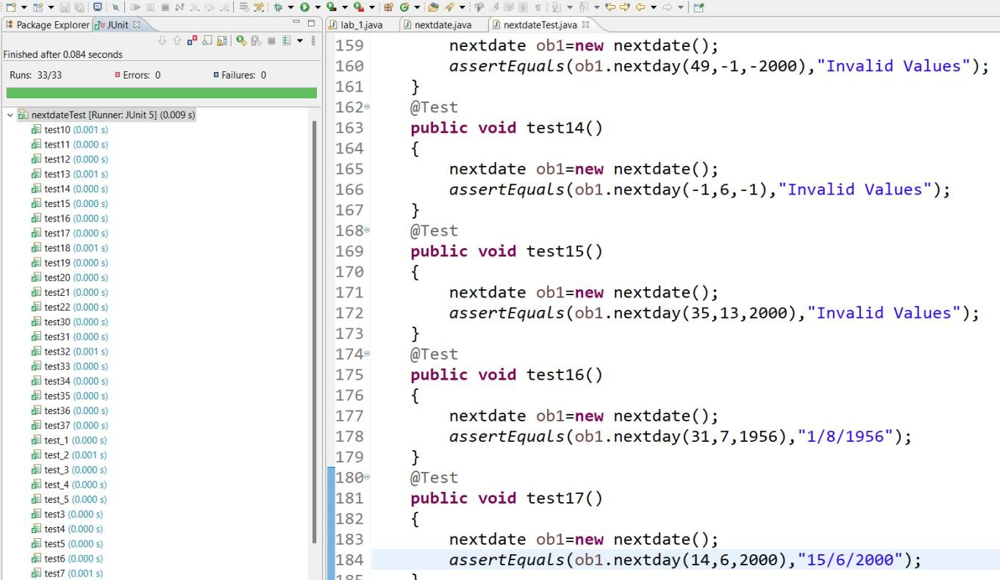 Package Explorer JUnit
Finished after 0.084 seconds
Runs: 33/33 Errors: 0 Failures: 0
nextdateTest [Runner: JUnit 5] (0.009 s)
test10 (0.001 s)
test11 (0.000 s)
test12 (0.000 s)
test13 (0.001 s)
test14 (0.000 s)
test15 (0.000 s)
test16 (0.000 s)
test17 (0.000 s)
test18 (0.001 s)
test19 (0.000 s)
test20 (0.000 s)
test21 (0.000 s)
test22 (0.000 s)
test30 (0.000 s)
test31 (0.000 s)
test32 (0.001 s)
test33 (0.000 s)
test34 (0.000 s)
test35 (0.000 s)
test36 (0.000 s)
test37 (0.000 s)
test_1 (0.000 s)
test_2 (0.001 s)
test_3 (0.000 s)
test_4 (0.000 s)
test_5 (0.000 s)
test3 (0.000 s)
test4 (0.000 s)
test5 (0.000 s)
test6 (0.000 s)
test7 (0.001 s)
lab_1.java nextdate.java nextdateTest.java
159 nextdate ob1=new nextdate();
160 assertEquals(ob1.nextday(49,-1,-2000),"Invalid Values");
161 }
162 @Test
163 public void test14()
164 {
165 nextdate ob1=new nextdate();
166 assertEquals(ob1.nextday(-1,6,-1),"Invalid Values");
167 }
168 @Test
169 public void test15()
170 {
171 nextdate ob1=new nextdate();
172 assertEquals(ob1.nextday(35,13,2000),"Invalid Values");
173 }
174 @Test
175 public void test16()
176 {
177 nextdate ob1=new nextdate();
178 assertEquals(ob1.nextday(31,7,1956),"1/8/1956");
179 }
180 @Test
181 public void test17()
182 {
183 nextdate ob1=new nextdate();
184 assertEquals(ob1.nextday(14,6,2000),"15/6/2000");
185 }